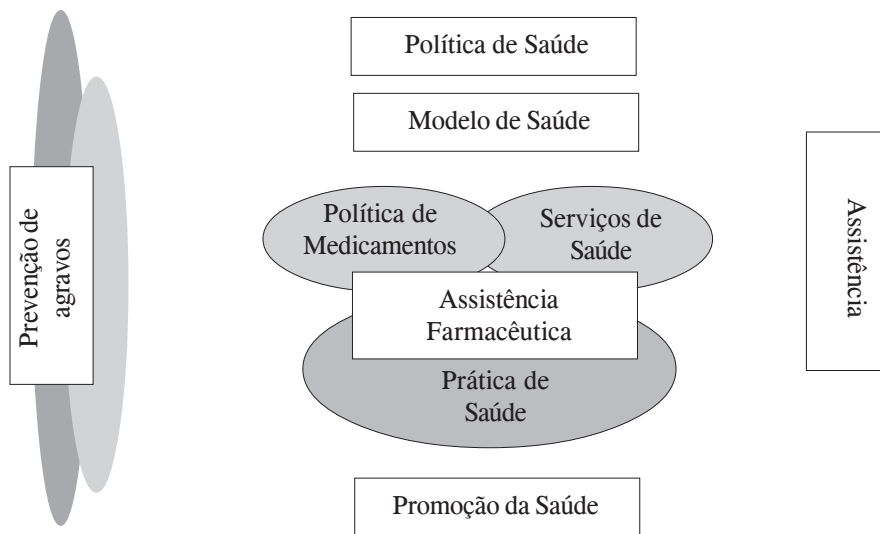 Política de Saúde
Modelo de Saúde
Prevenção de
agravos
Política de
Medicamentos
Serviços de
Saúde
Assistência
Assistência
Farmacêutica
Prática de
Saúde
Promoção da Saúde